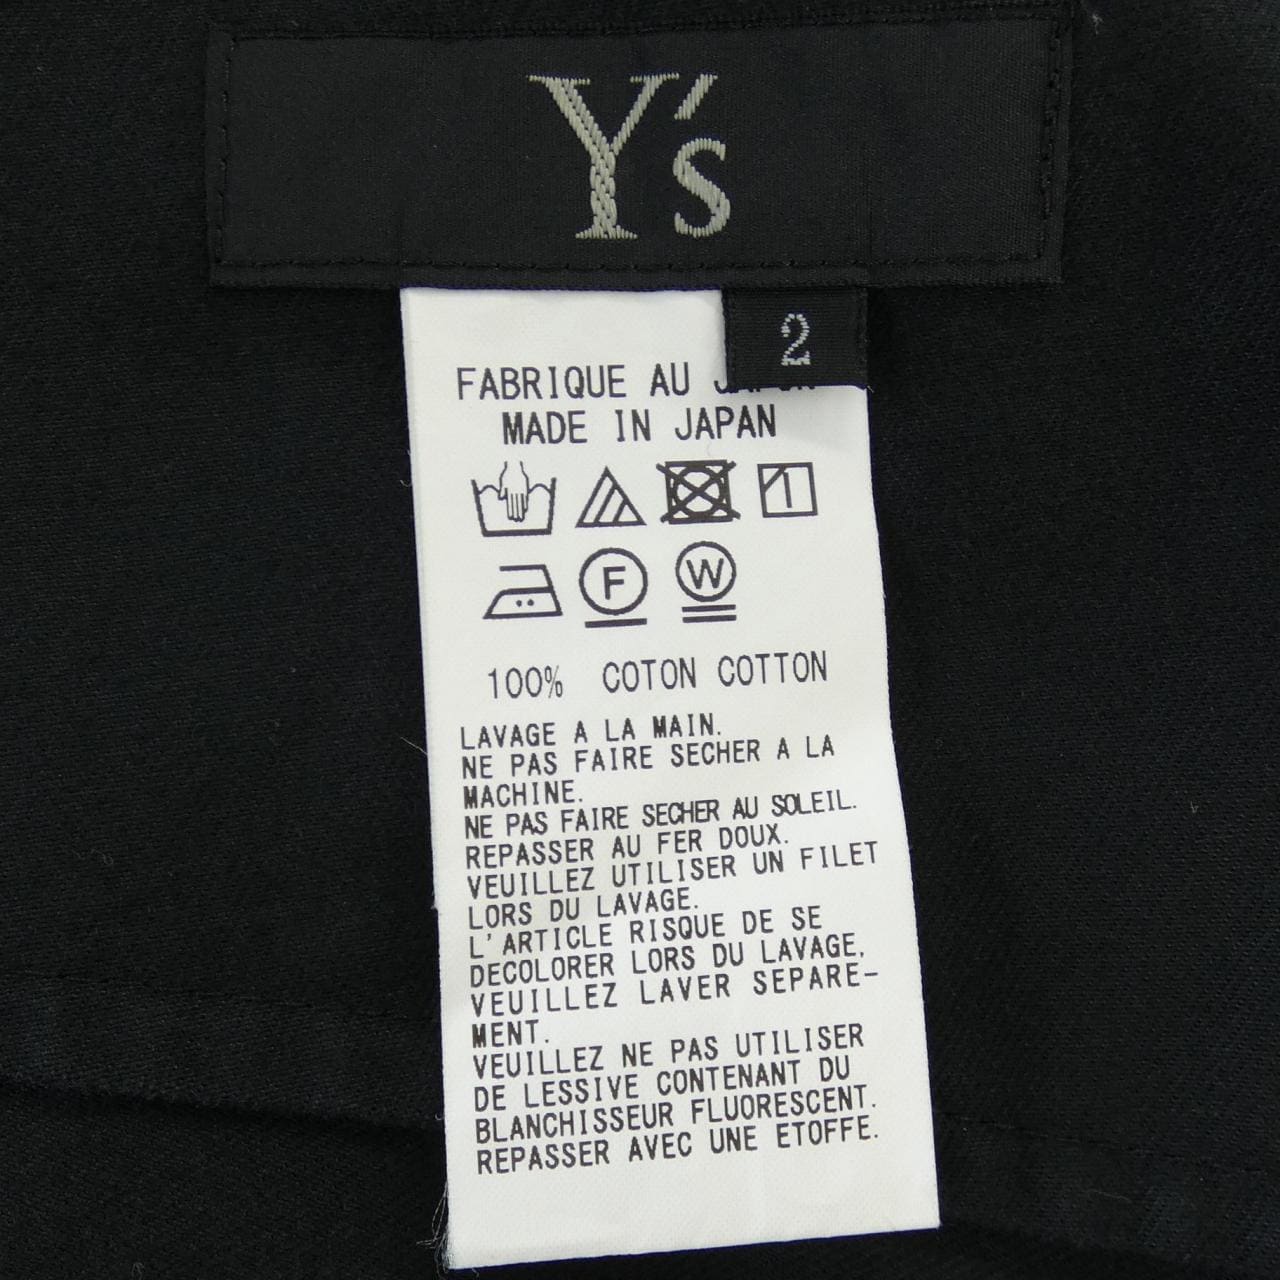 Y's
2
FABRIQUE AU
MADE IN JAPAN
F
W
100% COTON COTTON
LAVAGE A LA MAIN.
NE PAS FAIRE SECHER A LA
MACHINE.
NE PAS FAIRE SECHER AU SOLEIL.
REPASSER AU FER DOUX.
VEUILLEZ UTILISER UN FILET
LORS DU LAVAGE.
L'ARTICLE RISQUE DE SE
DECOLORER LORS DU LAVAGE,
VEUILLEZ LAVER SEPARE-
MENT.
VEUILLEZ NE PAS UTILISER
DE LESSIVE CONTENANT DU
BLANCHISSEUR FLUORESCENT.
REPASSER AVEC UNE ETOFFE.